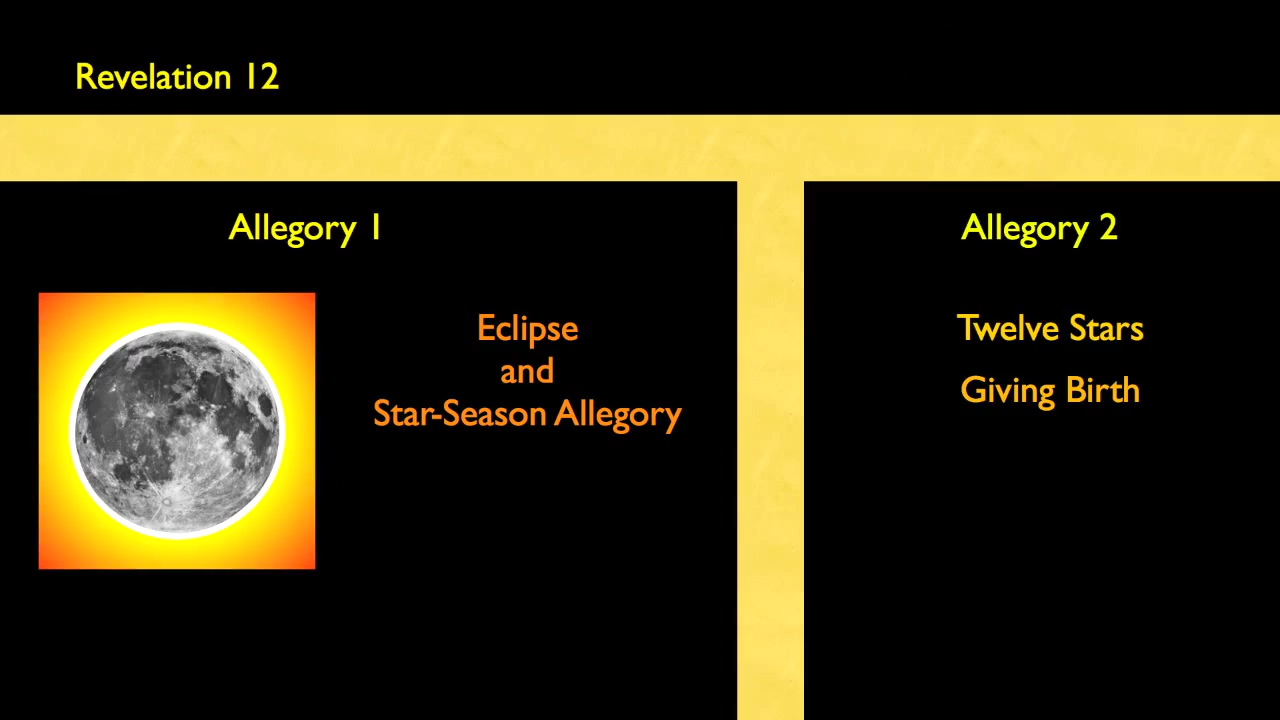 Revelation 12
Allegory 1
Eclipse
and
Star-Season Allegory
Allegory 2
Twelve Stars
Giving Birth